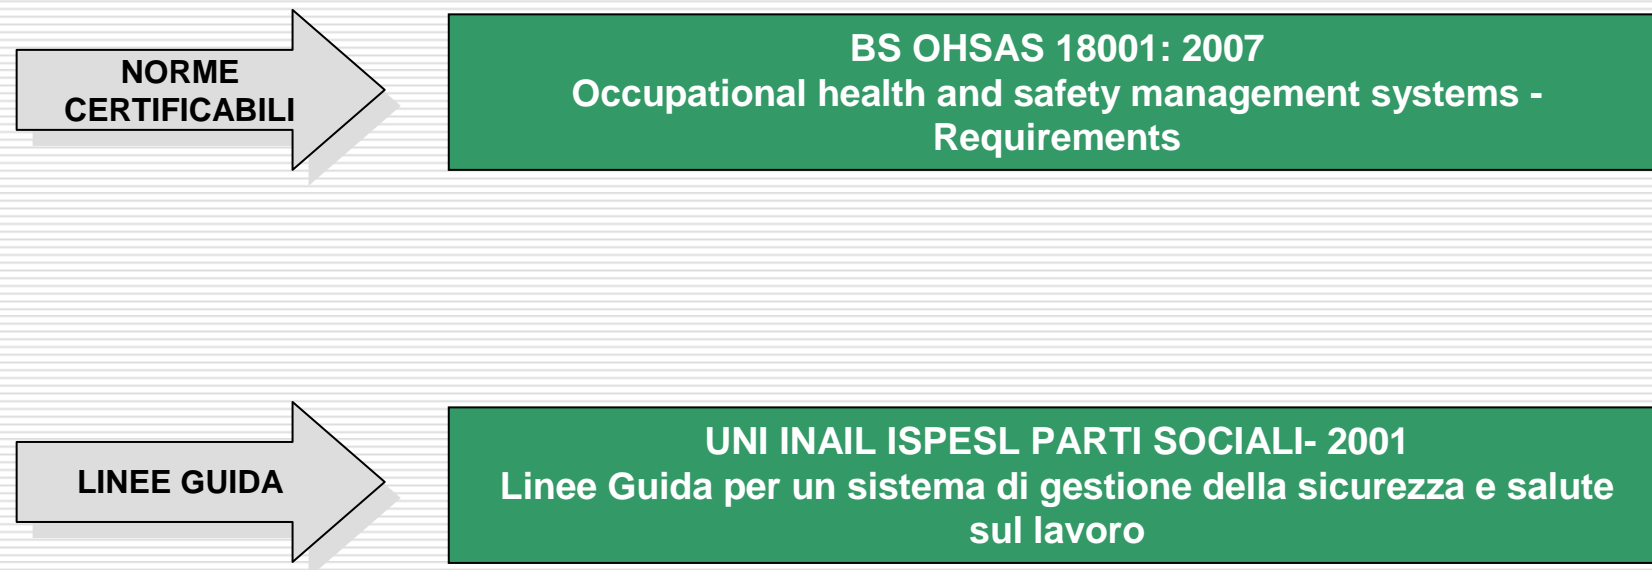 NORME
CERTIFICABILI
BS OHSAS 18001: 2007
Occupational health and safety management systems -
Requirements
LINEE GUIDA
UNI INAIL ISPESL PARTI SOCIALI- 2001
Linee Guida per un sistema di gestione della sicurezza e salute
sul lavoro